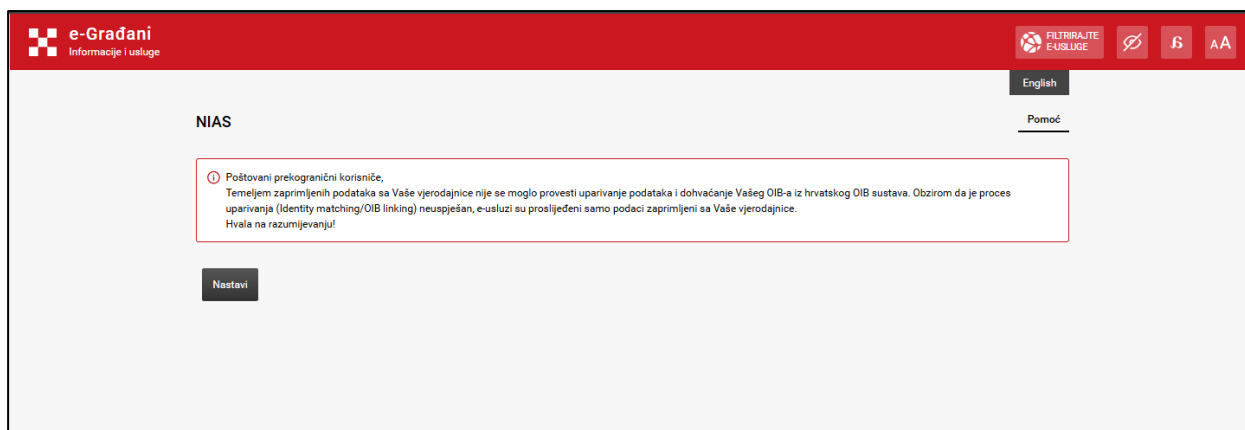 e-Građani
Informacije i usluge
FILTRIRAJTE
E-USLUGE
AA
English
NIAS
Pomoć
Poštovani prekogranični korisniče,
Temeljem zaprimljenih podataka sa Vaše vjerodajnice nije se moglo provesti uparivanje podataka i dohvaćanje Vašeg OIB-a iz hrvatskog OIB sustava. Obzirom da je proces
uparivanja (Identity matching/OIB linking) neuspješan, e-usluzi su proslijeđeni samo podaci zaprimljeni sa Vaše vjerodajnice.
Hvala na razumijevanju!
Nastavi